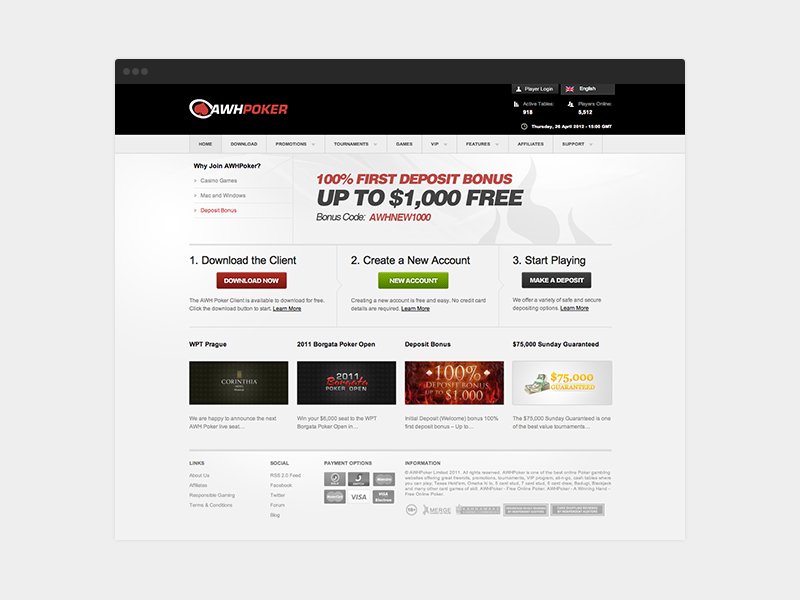 Player Login
English
AWHPOKER
Active Tables:
918
Players Online:
5,512
Thursday, 26 April 2012 - 15:00 GMT
HOME
DOWNLOAD
PROMOTIONS
TOURNAMENTS
GAMES
VIP
FEATURES
AFFILIATES
SUPPORT
Why Join AWHPoker?
Casino Games
Mac and Windows
Deposit Bonus
100% FIRST DEPOSIT BONUS
UP TO $1,000 FREE
Bonus Code: AWHNEW1000
1. Download the Client
DOWNLOAD NOW
The AWH Poker Client is available to download for free.
Click the download button to start. Learn More
2. Create a New Account
NEW ACCOUNT
Creating a new account is free and easy. No credit card
details are required. Learn More
3. Start Playing
MAKE A DEPOSIT
We offer a variety of safe and secure
depositing options. Learn More
WPT Prague
CORINTHIA
We are happy to announce the next
AWH Poker live seat...
2011 Borgata Poker Open
2011
Borgata
POKER OPEN
Win your $6,000 seat to the WPT
Borgata Poker Open in...
Deposit Bonus
100%
DEPOSIT BONUS
UP TO $1.000
Initial Deposit (Welcome) bonus 100%
first deposit bonus – Up to...
$75,000 Sunday Guaranteed
$75,000
GUARANTEED
The $75,000 Sunday Guaranteed is one
of the best value tournaments...
LINKS
About Us
Affiliates
Responsible Gaming
Terms & Conditions
SOCIAL
RSS 2.0 Feed
Facebook
Twitter
Forum
Blog
PAYMENT OPTIONS
VISA
VISA
Electron
INFORMATION
© AWHPoker Limited 2011. All rights reserved. AWHPoker is one of the best online Poker gambling
websites offering great freerolls, promotions, tournaments, VIP program, sit-n-go, cash tables where
you can play; Texas Hold'em, Omaha hi lo, 5 card stud, 7 card stud, 5 card draw, Badugi, Blackjack
and many other card games of skill. AWHPoker - Free Online Poker. AWHPoker - A Winning Hand -
Free Online Poker.
18+
MERGE